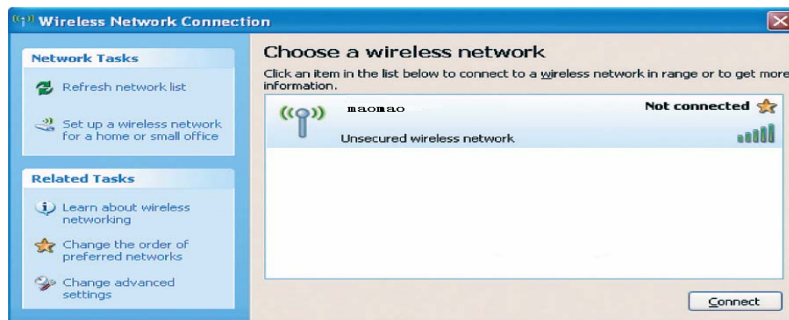 Wireless Network Connection
Network Tasks
Refresh network list
Set up a wireless network
for a home or small office
Related Tasks
Learn about wireless
networking
Change the order of
preferred networks
Change advanced
settings
Choose a wireless network
Click an item in the list below to connect to a wireless network in range or to get more
information.
maomao
Not connected
Unsecured wireless network
Connect